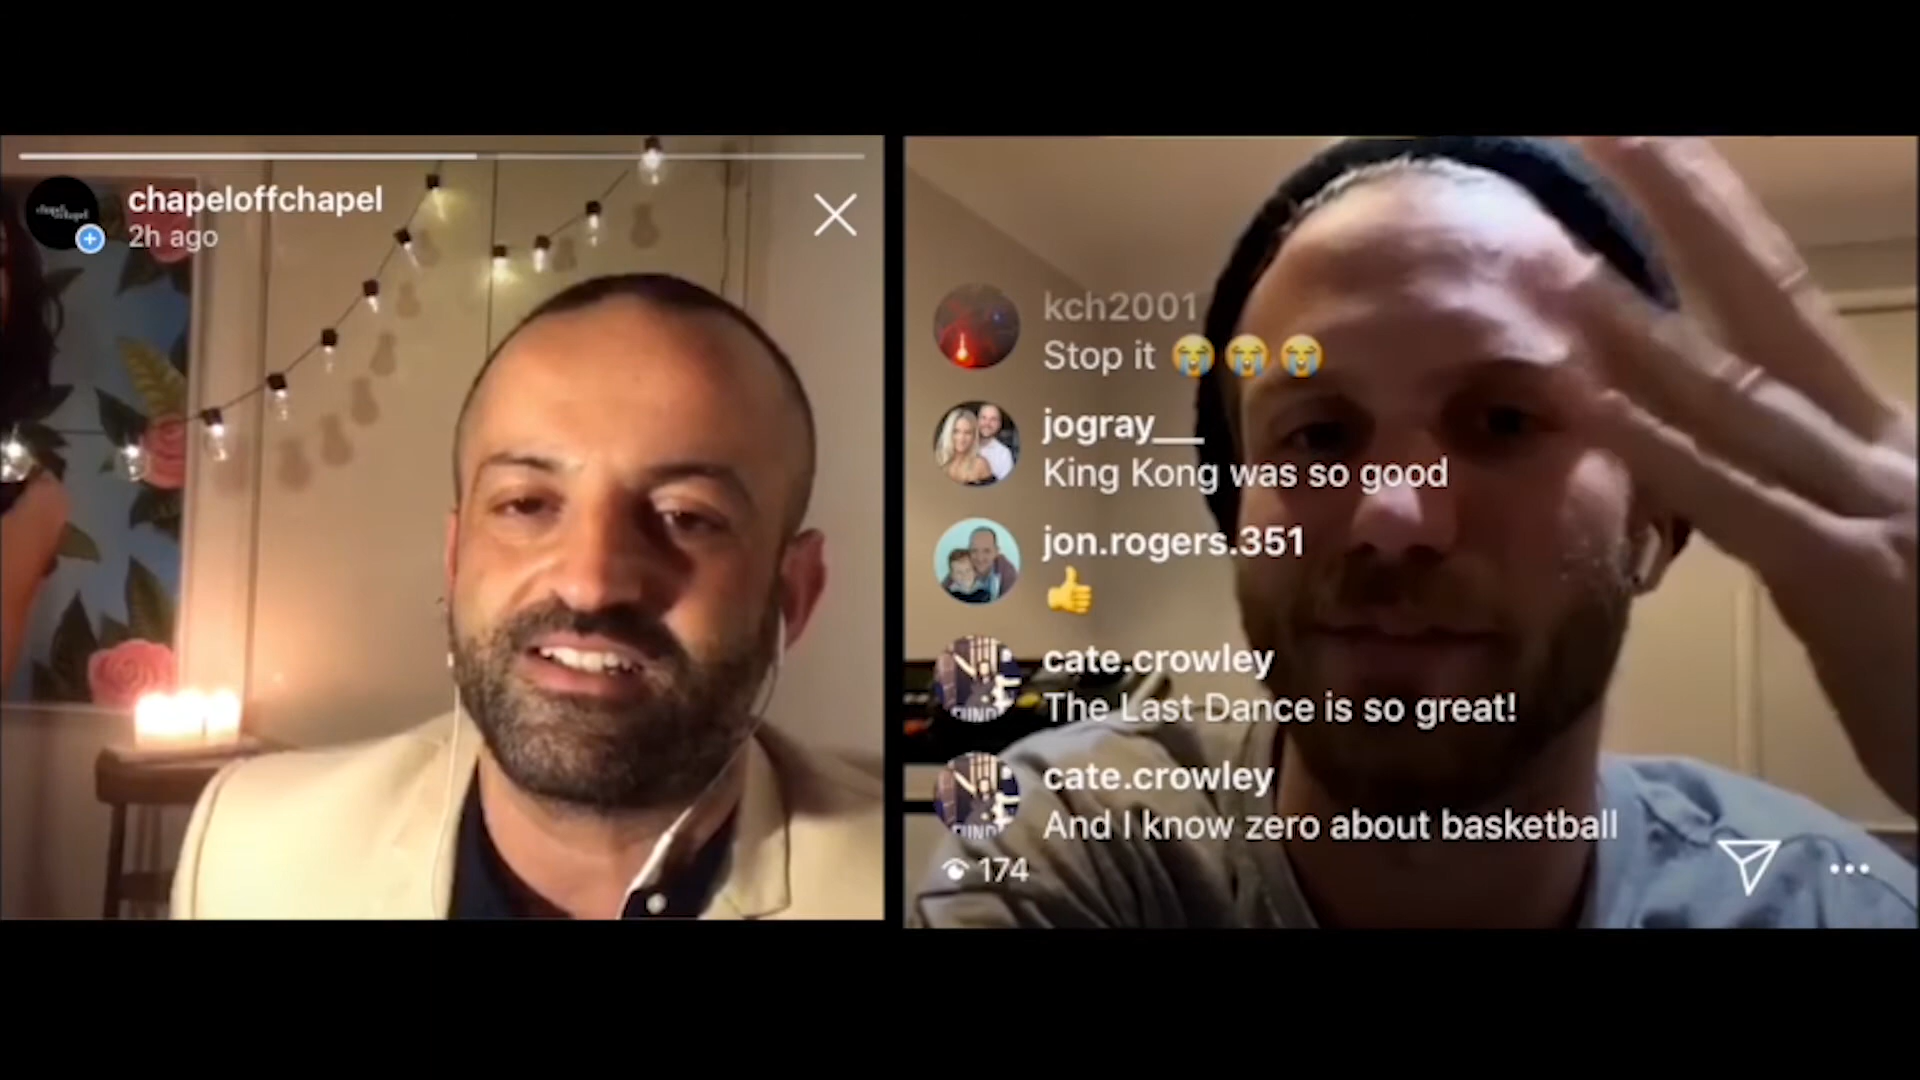 chapeloffchapel
2h ago
kch2001
Stop it 😭😭😭
jogray___
King Kong was so good
jon.rogers.351
👍
cate.crowley
The Last Dance is so great!
cate.crowley
And I know zero about basketball
174